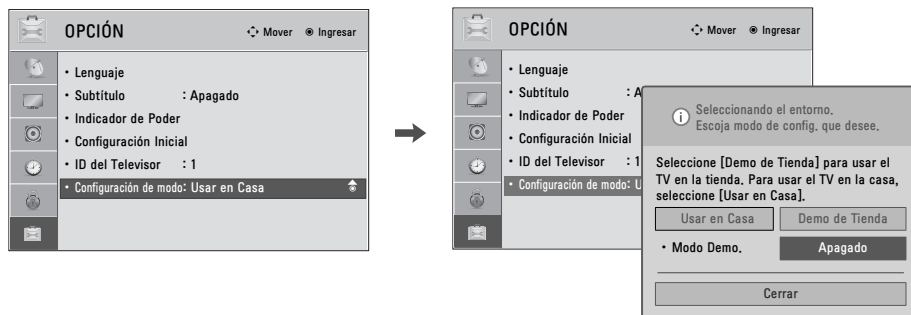 OPCIÓN Mover Ingresar
• Lenguaje
• Subtítulo : Apagado
• Indicador de Poder
• Configuración Inicial
• ID del Televisor : 1
• Configuración de modo: Usar en Casa
OPCIÓN Mover Ingresar
• Lenguaje
• Subtítulo : A
• Indicador de Poder
• Configuración Inicial
• ID del Televisor : 1
• Configuración de modo: U
i Seleccionando el entorno.
Escoja modo de config. que desee.
Seleccione [Demo de Tienda] para usar el
TV en la tienda. Para usar el TV en la casa,
seleccione [Usar en Casa].
Usar en Casa Demo de Tienda
• Modo Demo. Apagado
Cerrar